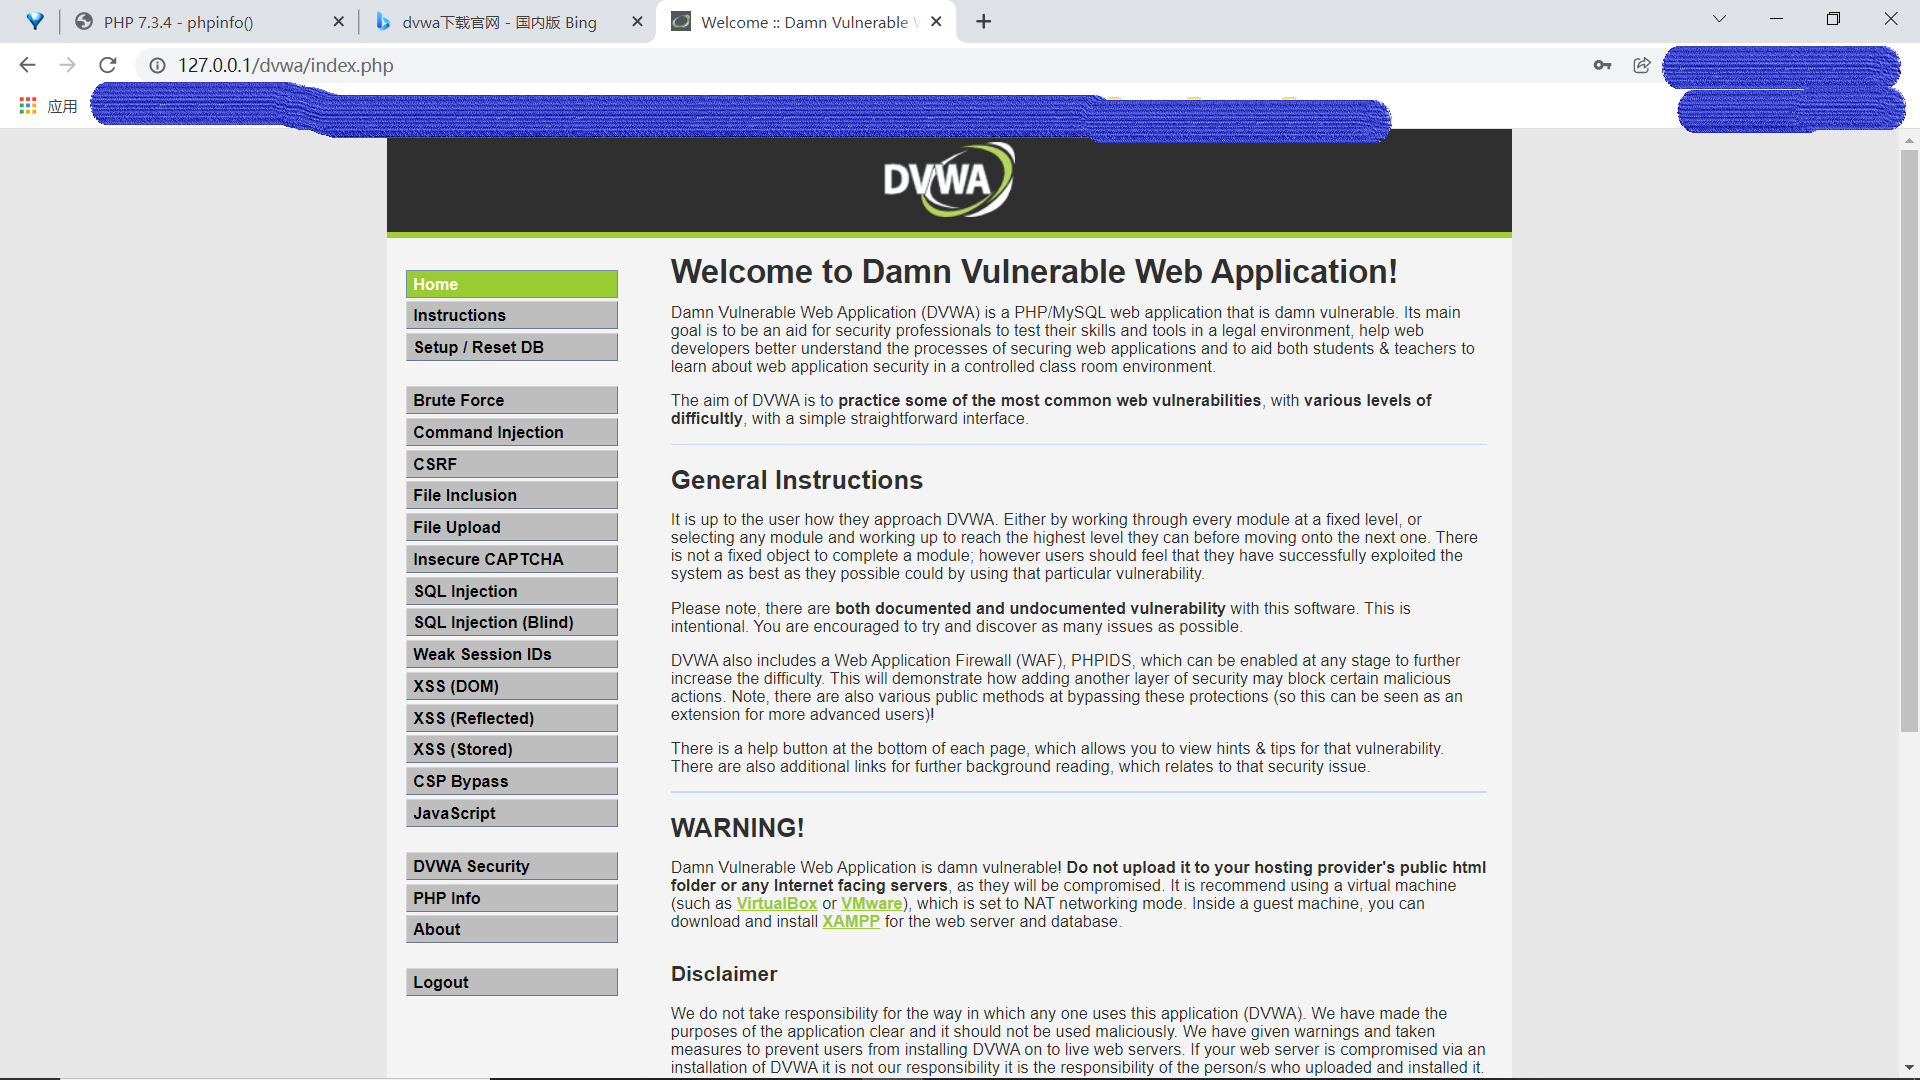 PHP 7.3.4 - phpinfo()
dvwa下载官网 - 国内版 Bing
Welcome :: Damn Vulnerable
127.0.0.1/dvwa/index.php
应用
DVWA
Home
Instructions
Setup / Reset DB
Brute Force
Command Injection
CSRF
File Inclusion
File Upload
Insecure CAPTCHA
SQL Injection
SQL Injection (Blind)
Weak Session IDs
XSS (DOM)
XSS (Reflected)
XSS (Stored)
CSP Bypass
JavaScript
DVWA Security
PHP Info
About
Logout
Welcome to Damn Vulnerable Web Application!
Damn Vulnerable Web Application (DVWA) is a PHP/MySQL web application that is damn vulnerable. Its main
goal is to be an aid for security professionals to test their skills and tools in a legal environment, help web
developers better understand the processes of securing web applications and to aid both students & teachers to
learn about web application security in a controlled class room environment.
The aim of DVWA is to practice some of the most common web vulnerabilities, with various levels of
difficultly, with a simple straightforward interface.
General Instructions
It is up to the user how they approach DVWA. Either by working through every module at a fixed level, or
selecting any module and working up to reach the highest level they can before moving onto the next one. There
is not a fixed object to complete a module; however users should feel that they have successfully exploited the
system as best as they possible could by using that particular vulnerability.
Please note, there are both documented and undocumented vulnerability with this software. This is
intentional. You are encouraged to try and discover as many issues as possible.
DVWA also includes a Web Application Firewall (WAF), PHPIDS, which can be enabled at any stage to further
increase the difficulty. This will demonstrate how adding another layer of security may block certain malicious
actions. Note, there are also various public methods at bypassing these protections (so this can be seen as an
extension for more advanced users)!
There is a help button at the bottom of each page, which allows you to view hints & tips for that vulnerability.
There are also additional links for further background reading, which relates to that security issue.
WARNING!
Damn Vulnerable Web Application is damn vulnerable! Do not upload it to your hosting provider's public html
folder or any Internet facing servers, as they will be compromised. It is recommend using a virtual machine
(such as VirtualBox or VMware), which is set to NAT networking mode. Inside a guest machine, you can
download and install XAMPP for the web server and database.
Disclaimer
We do not take responsibility for the way in which any one uses this application (DVWA). We have made the
purposes of the application clear and it should not be used maliciously. We have given warnings and taken
measures to prevent users from installing DVWA on to live web servers. If your web server is compromised via an
installation of DVWA it is not our responsibility it is the responsibility of the person/s who uploaded and installed it.